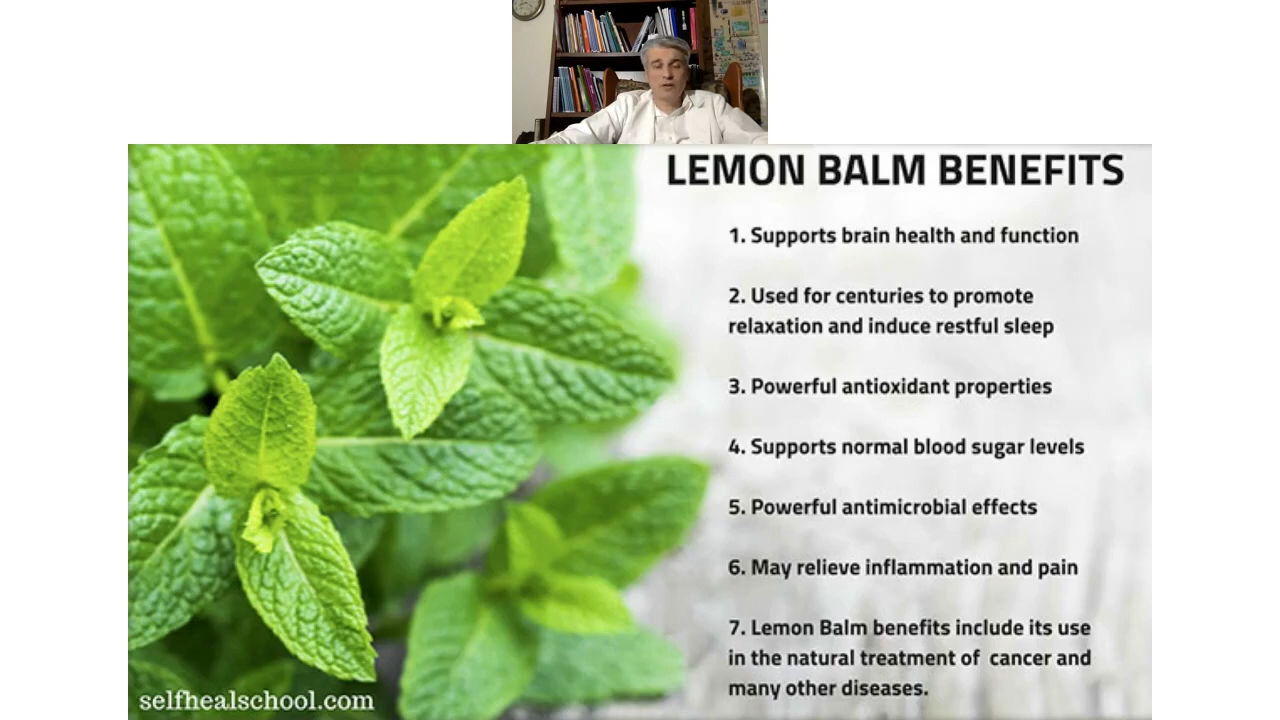 LEMON BALM BENEFITS
1. Supports brain health and function
2. Used for centuries to promote
relaxation and induce restful sleep
3. Powerful antioxidant properties
4. Supports normal blood sugar levels
5. Powerful antimicrobial effects
6. May relieve inflammation and pain
7. Lemon Balm benefits include its use
in the natural treatment of  cancer and
many other diseases.
selfhealschool.com